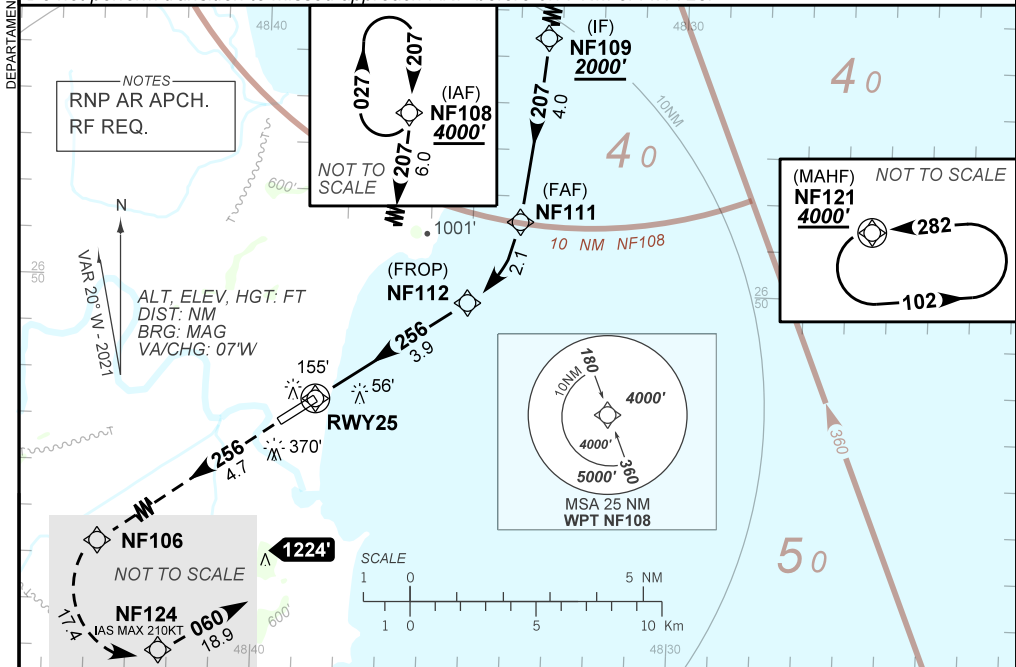 DEPARTAMEN
48 40
48 30
NOTES
RNP AR APCH.
RF REQ.
207
027
(IAF)
NF108
4000'
207
6.0
NOT TO
SCALE
(IF)
NF109
2000'
207
4.0
10NM
4 0
4 0
(MAHF)
NF121
4000'
NOT TO SCALE
282
102
600'
1001'
(FAF)
NF111
10 NM NF108
2.1
N
VAR 20° W - 2021
26
50
26
50
ALT, ELEV, HGT: FT
DIST: NM
BRG: MAG
VA/CHG: 07'W
(FROP)
NF112
256
3.9
155'
56'
RWY25
370'
256
4.7
180
10NM
4000'
4000'
360
5000'
MSA 25 NM
WPT NF108
360
5 0
NF106
NOT TO SCALE
1224'
600'
17.4
NF124
IAS MAX 210KT
060
18.9
SCALE
1 0 5 NM
1 0 5 10 Km
48 40
48 30